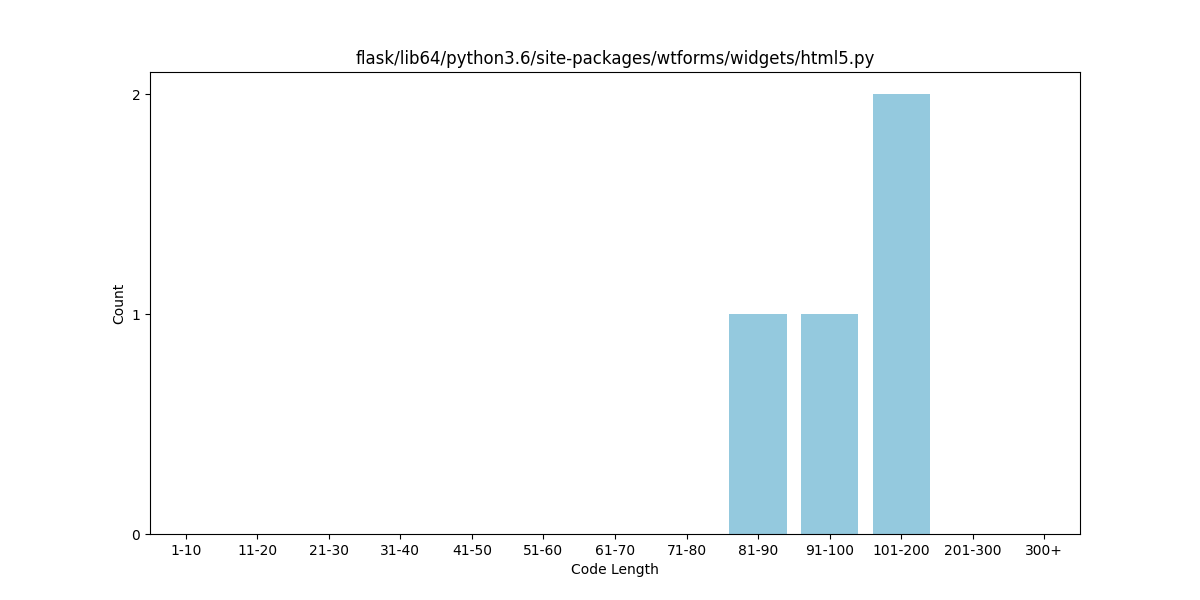 flask/lib64/python3.6/site-packages/wtforms/widgets/html5.py
2
1
0
Count
1-10 11-20 21-30 31-40 41-50 51-60 61-70 71-80 81-90 91-100 101-200 201-300 300+
Code Length